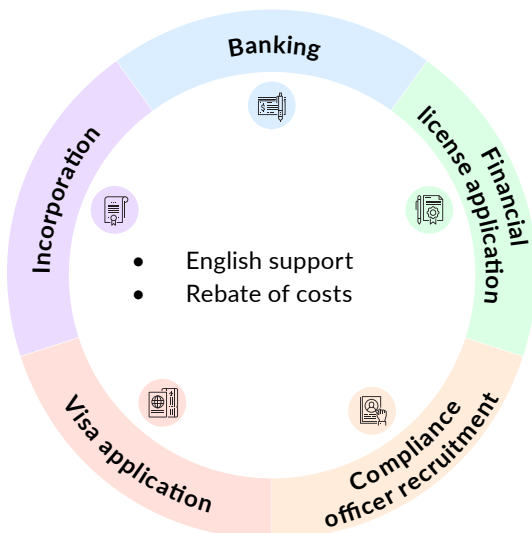 Banking
Financial
license application
Compliance
officer recruitment
Visa application
Incorporation
• English support
• Rebate of costs